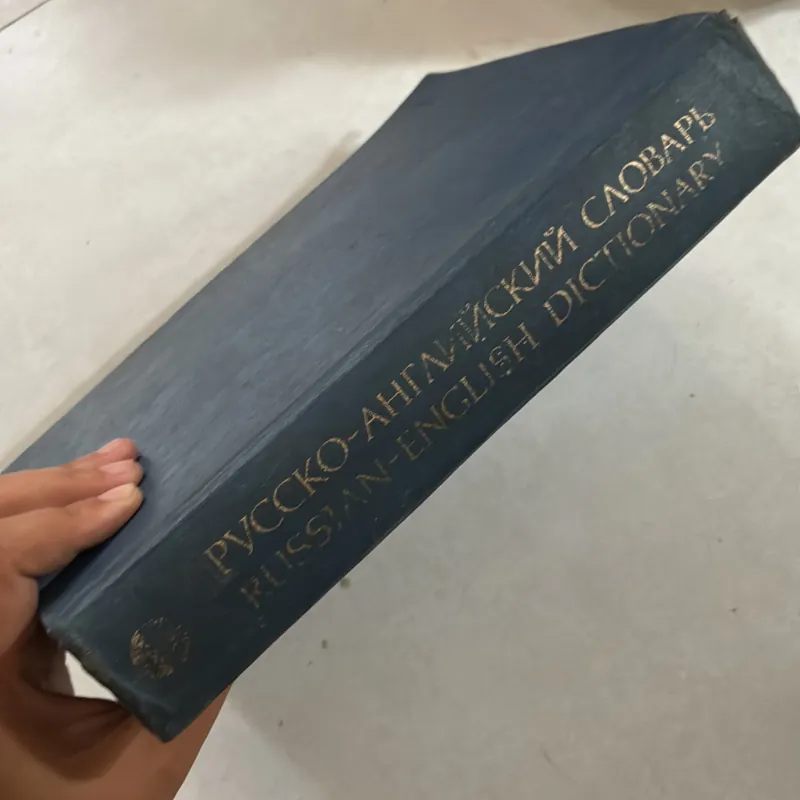 РУССКО-АНГЛИЙСКИЙ СЛОВАРЬ
RUSSIAN-ENGLISH DICTIONARY